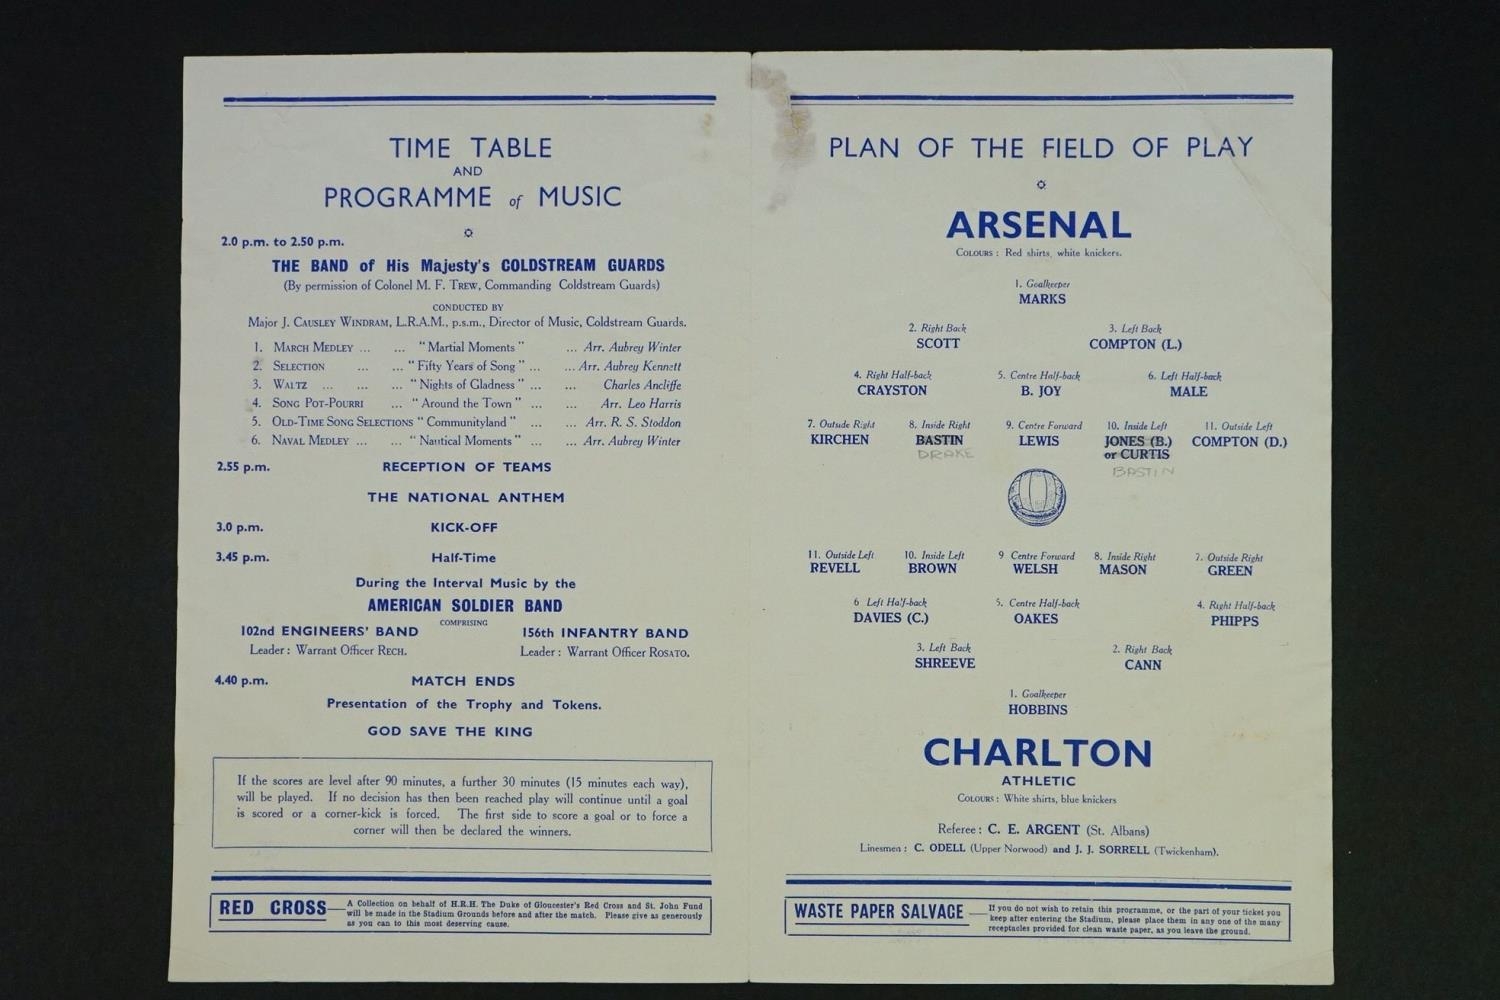 TIME TABLE
AND
PROGRAMME of MUSIC
2.0 p.m. to 2.50 p.m.
THE BAND of His Majesty's COLDSTREAM GUARDS
(By permission of Colonel M. F. TREW, Commanding Coldstream Guards)
CONDUCTED BY
Major J. CAUSLEY WINDRAM, L.R.A.M., p.s.m., Director of Music, Coldstream Guards.
1. MARCH MEDLEY ... ... "Martial Moments" ... Arr. Aubrey Winter
2. SELECTION ... ... "Fifty Years of Song" ... ... Arr. Aubrey Kennett
3. WALTZ ... ... ... "Nights of Gladness" ... ... Charles Ancliffe
4. SONG POT-POURRI ... "Around the Town" ... ... Arr. Leo Harris
5. OLD-TIME SONG SELECTIONS "Communityland" ... ... Arr. R. S. Stoddon
6. NAVAL MEDLEY ... ... "Nautical Moments" ... ... Arr. Aubrey Winter
2.55 p.m. RECEPTION OF TEAMS
THE NATIONAL ANTHEM
3.0 p.m. KICK-OFF
3.45 p.m. Half-Time
During the Interval Music by the
AMERICAN SOLDIER BAND
COMPRISING
102nd ENGINEERS' BAND 156th INFANTRY BAND
Leader : Warrant Officer RECH. Leader : Warrant Officer ROSATO.
4.40 p.m. MATCH ENDS
Presentation of the Trophy and Tokens.
GOD SAVE THE KING
If the scores are level after 90 minutes, a further 30 minutes (15 minutes each way),
will be played. If no decision has then been reached play will continue until a goal
is scored or a corner-kick is forced. The first side to score a goal or to force a
corner will then be declared the winners.
RED CROSS— A Collection on behalf of H.R.H. The Duke of Gloucester's Red Cross and St. John Fund
will be made in the Stadium Grounds before and after the match. Please give as generously
as you can to this most deserving cause.
PLAN OF THE FIELD OF PLAY
ARSENAL
COLOURS : Red shirts, white knickers.
1. Goalkeeper
MARKS
2. Right Back 3. Left Back
SCOTT COMPTON (L.)
4. Right Half-back 5. Centre Half-back 6. Left Half-back
CRAYSTON B. JOY MALE
7. Outside Right 8. Inside Right 9. Centre Forward 10. Inside Left 11. Outside Left
KIRCHEN BASTIN LEWIS JONES (B.) COMPTON (D.)
DRAKE or CURTIS
BASTIN
11. Outside Left 10. Inside Left 9 Centre Forward 8. Inside Right 7. Outside Right
REVELL BROWN WELSH MASON GREEN
6 Left Half-back 5. Centre Half-back 4. Right Half-back
DAVIES (C.) OAKES PHIPPS
3. Left Back 2. Right Back
SHREEVE CANN
1. Goalkeeper
HOBBINS
CHARLTON
ATHLETIC
COLOURS : White shirts, blue knickers
Referee : C. E. ARGENT (St. Albans)
Linesmen : C. ODELL (Upper Norwood) and J. J. SORRELL (Twickenham).
WASTE PAPER SALVAGE — If you do not wish to retain this programme, or the part of your ticket you
keep after entering the Stadium, please place them in any one of the many
receptacles provided for clean waste paper, as you leave the ground.